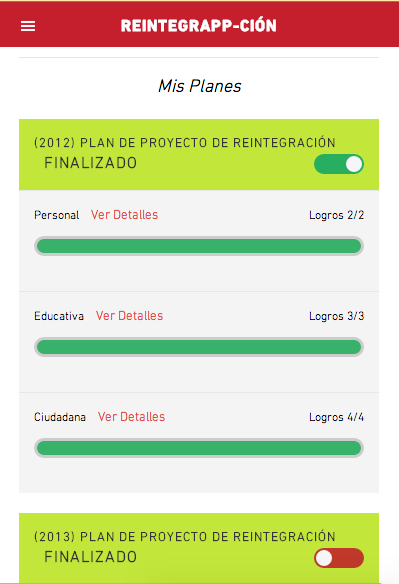 REINTEGRAPP-CIÓN
Mis Planes
(2012) PLAN DE PROYECTO DE REINTEGRACIÓN
FINALIZADO
Personal Ver Detalles Logros 2/2
Educativa Ver Detalles Logros 3/3
Ciudadana Ver Detalles Logros 4/4
(2013) PLAN DE PROYECTO DE REINTEGRACIÓN
FINALIZADO